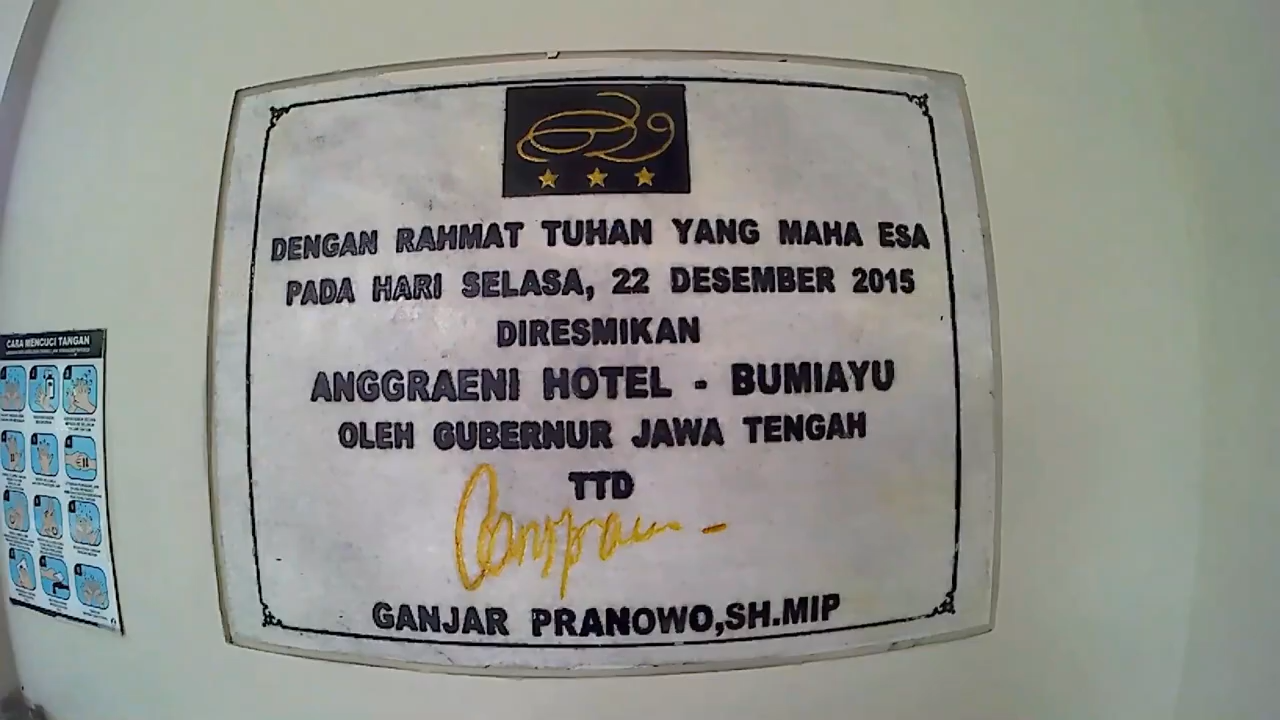 DENGAN RAHMAT TUHAN YANG MAHA ESA
PADA HARI SELASA, 22 DESEMBER 2015
DIRESMIKAN
ANGGRAENI HOTEL - BUMIAYU
OLEH GUBERNUR JAWA TENGAH
TTD
GANJAR PRANOWO,SH.MIP
CARA MENCUCI TANGAN